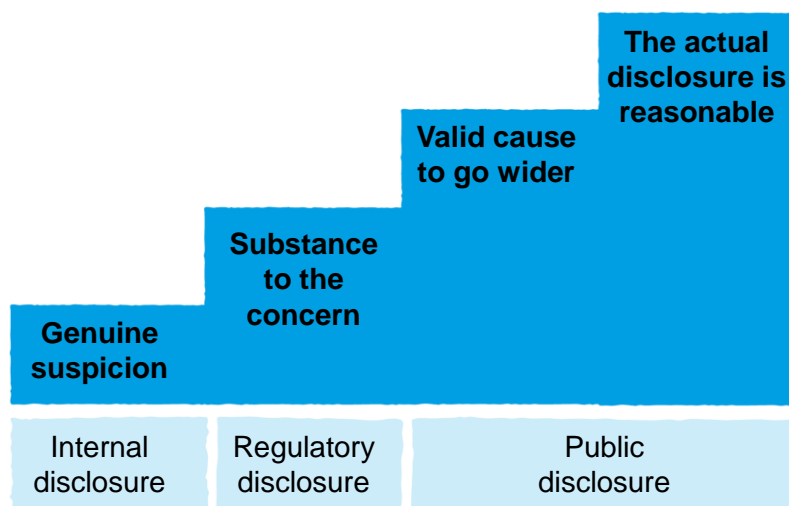 The actual
disclosure is
reasonable
Valid cause
to go wider
Substance
to the
concern
Genuine
suspicion
Internal
disclosure
Regulatory
disclosure
Public
disclosure